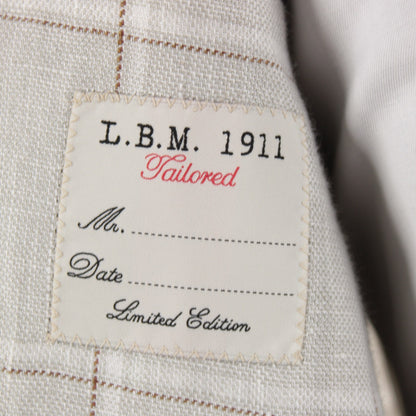 L.B.M. 1911
Tailored
Mr.
Date
Limited Edition